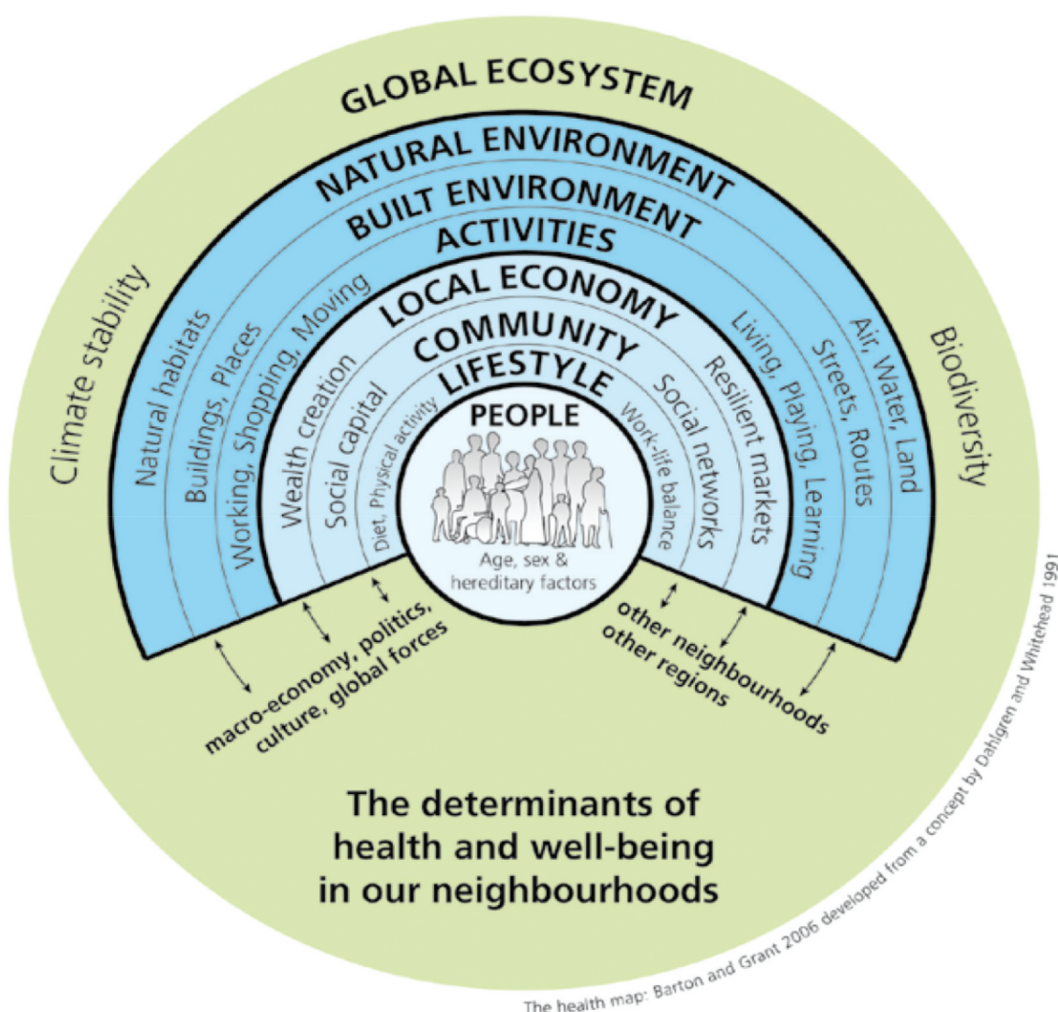 GLOBAL ECOSYSTEM
NATURAL ENVIRONMENT
BUILT ENVIRONMENT
ACTIVITIES
LOCAL ECONOMY
COMMUNITY
LIFESTYLE
PEOPLE
Age, sex &
hereditary factors
Climate stability
Natural habitats
Buildings, Places
Working, Shopping, Moving
Wealth creation
Social capital
Diet, Physical activity
Work-life balance
Social networks
Resilient markets
Living, Playing, Learning
Streets, Routes
Air, Water, Land
Biodiversity
macro-economy, politics,
culture, global forces
other neighbourhoods
other regions
The determinants of
health and well-being
in our neighbourhoods
The health map: Barton and Grant 2006 developed from a concept by Dahlgren and Whitehead 1991